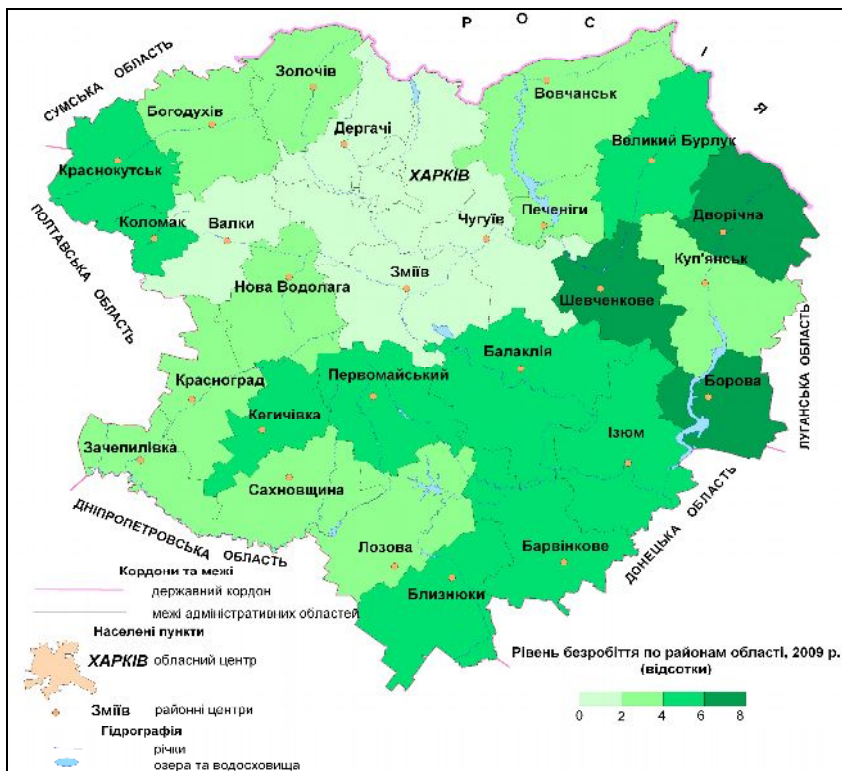 Р О С І Я
СУМСЬКА ОБЛАСТЬ
Золочів
Богодухів
Вовчанськ
Дергачі
Великий Бурлук
Краснокутськ
ХАРКІВ
Печеніги
Дворічна
Коломак
Валки
Чугуїв
Куп'янськ
ПОЛТАВСЬКА ОБЛАСТЬ
Зміїв
Нова Водолага
Шевченкове
Балаклія
ЛУГАНСЬКА ОБЛАСТЬ
Красноград
Первомайський
Борова
Кегичівка
Ізюм
Зачепилівка
Сахновщина
ДНІПРОПЕТРОВСЬКА ОБЛАСТЬ
Лозова
Барвінкове
ДОНЕЦЬКА ОБЛАСТЬ
Близнюки
Кордони та межі
державний кордон
межі адміністративних областей
Населені пункти
ХАРКІВ обласний центр
Зміїв районні центри
Гідрографія
річки
озера та водосховища
Рівень безробіття по районам області, 2009 р.
(відсотки)
0 2 4 6 8